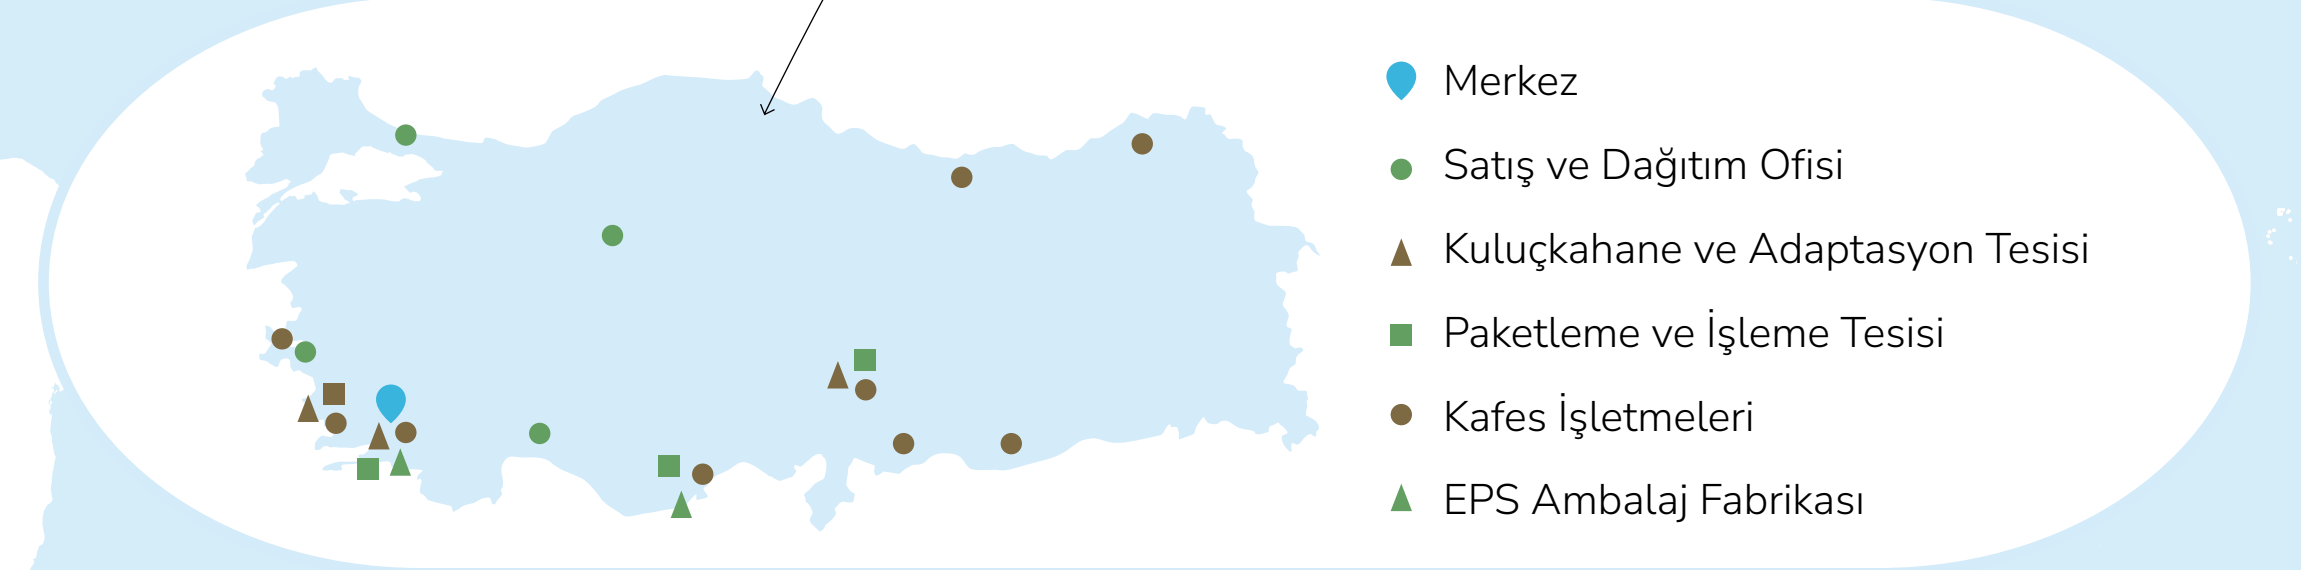 Merkez
Satış ve Dağıtım Ofisi
Kuluçkahane ve Adaptasyon Tesisi
Paketleme ve İşleme Tesisi
Kafes İşletmeleri
EPS Ambalaj Fabrikası